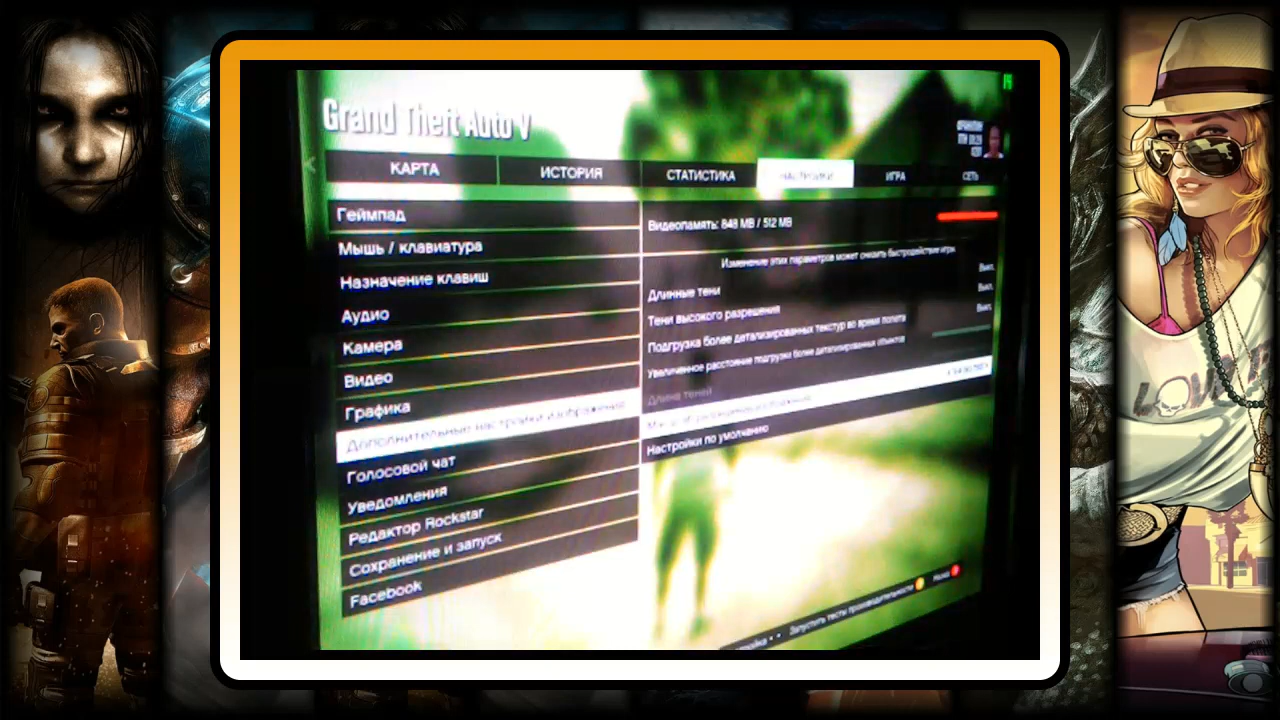 Grand Theft Auto V
КАРТА
ИСТОРИЯ
СТАТИСТИКА
НАСТРОЙКИ
ИГРА
СЕТЬ
Геймпад
Мышь / клавиатура
Назначение клавиш
Аудио
Камера
Видео
Графика
Дополнительные настройки изображения
Голосовой чат
Уведомления
Редактор Rockstar
Сохранение и запуск
Facebook
Видеопамять: 848 MB / 512 MB
Изменение этих параметров может снизить быстродействие игры.
Длинные тени
Выкл.
Тени высокого разрешения
Выкл.
Подгрузка более детализированных текстур во время полета
Выкл.
Увеличенное расстояние подгрузки более детализированных объектов
Длина теней
Настройки по умолчанию
Запустить тесты производительности
Назад